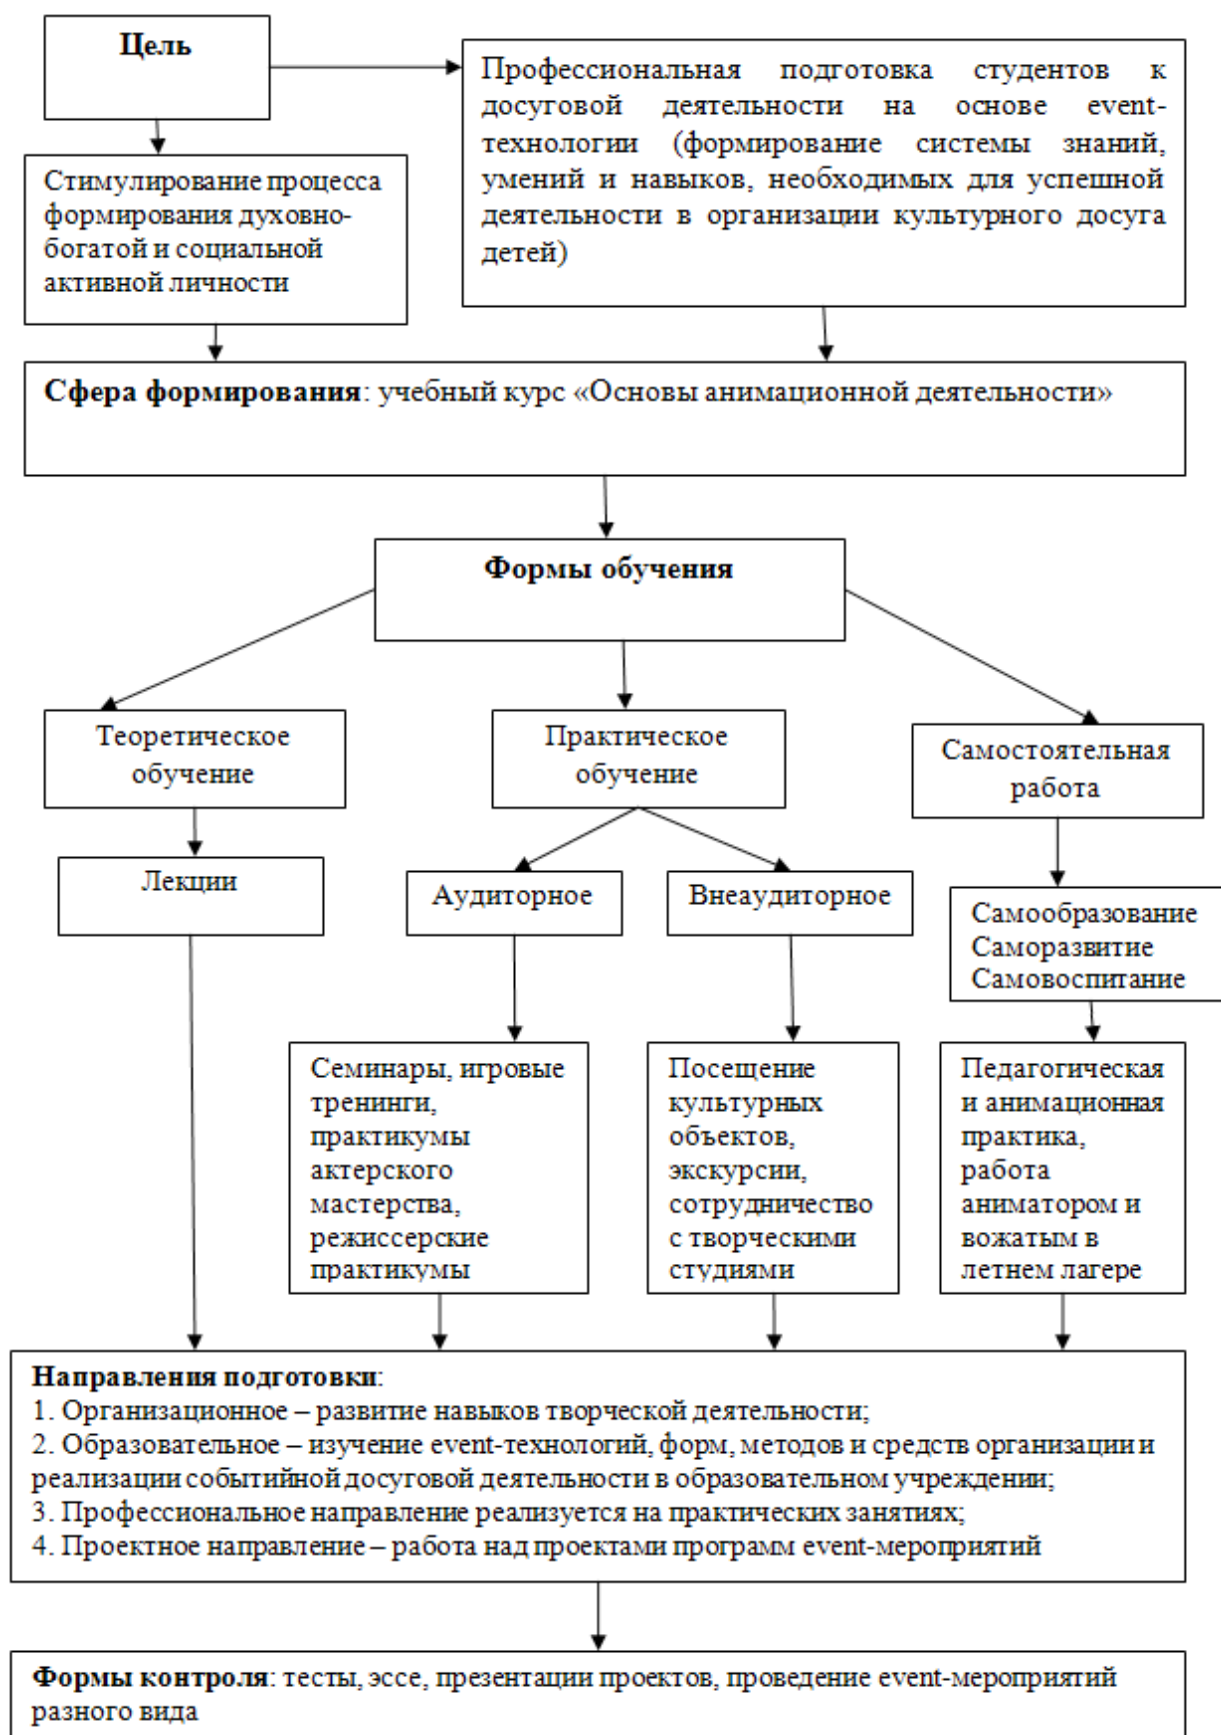 Цель
Профессиональная подготовка студентов к
досуговой деятельности на основе event-
технологии (формирование системы знаний,
умений и навыков, необходимых для успешной
деятельности в организации культурного досуга
детей)
Стимулирование процесса
формирования духовно-
богатой и социальной
активной личности
Сфера формирования: учебный курс «Основы анимационной деятельности»
Формы обучения
Теоретическое
обучение
Практическое
обучение
Самостоятельная
работа
Лекции
Аудиторное
Внеаудиторное
Самообразование
Саморазвитие
Самовоспитание
Семинары, игровые
тренинги,
практикумы
актерского
мастерства,
режиссерские
практикумы
Посещение
культурных
объектов,
экскурсии,
сотрудничество
с творческими
студиями
Педагогическая
и анимационная
практика,
работа
аниматором и
вожатым в
летнем лагере
Направления подготовки:
1. Организационное – развитие навыков творческой деятельности;
2. Образовательное – изучение event-технологий, форм, методов и средств организации и
реализации событийной досуговой деятельности в образовательном учреждении;
3. Профессиональное направление реализуется на практических занятиях;
4. Проектное направление – работа над проектами программ event-мероприятий
Формы контроля: тесты, эссе, презентации проектов, проведение event-мероприятий
разного вида